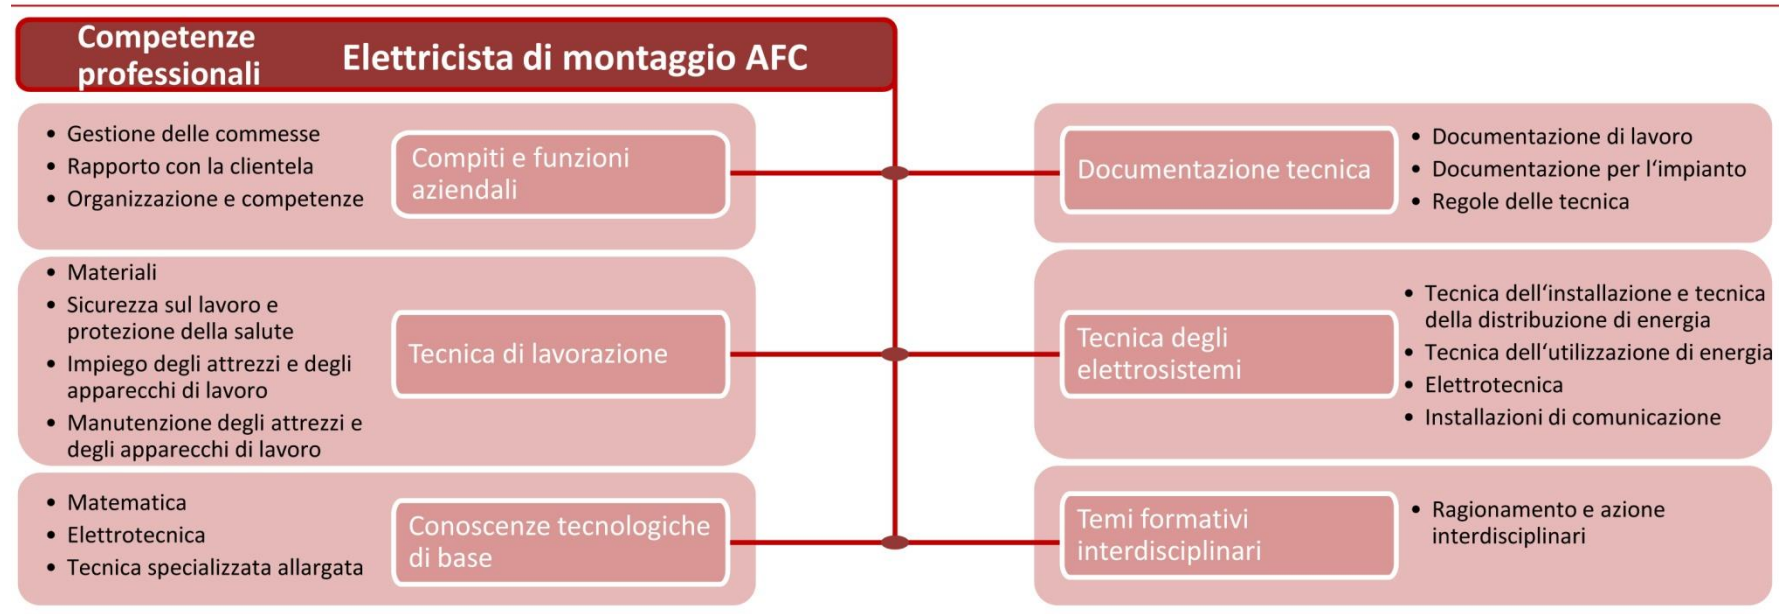 Competenze
professionali
Elettricista di montaggio AFC
• Gestione delle commesse
• Rapporto con la clientela
• Organizzazione e competenze
Compiti e funzioni
aziendali
Documentazione tecnica
• Documentazione di lavoro
• Documentazione per l‘impianto
• Regole delle tecnica
• Materiali
• Sicurezza sul lavoro e
protezione della salute
• Impiego degli attrezzi e degli
apparecchi di lavoro
• Manutenzione degli attrezzi e
degli apparecchi di lavoro
Tecnica di lavorazione
Tecnica degli
elettrosistemi
• Tecnica dell‘installazione e tecnica
della distribuzione di energia
• Tecnica dell‘utilizzazione di energia
• Elettrotecnica
• Installazioni di comunicazione
• Matematica
• Elettrotecnica
• Tecnica specializzata allargata
Conoscenze tecnologiche
di base
Temi formativi
interdisciplinari
• Ragionamento e azione
interdisciplinari